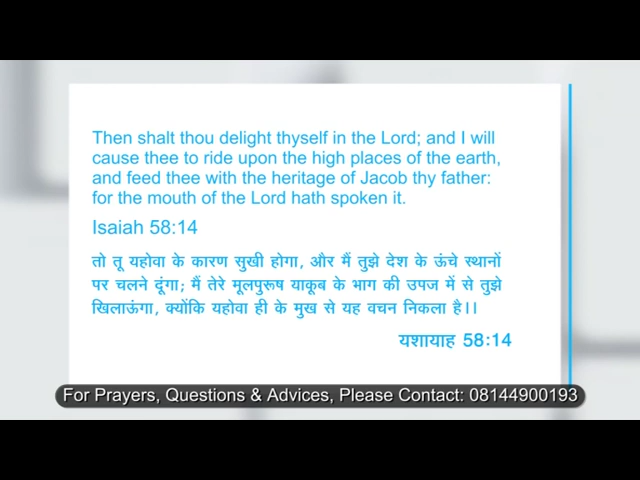 Then shalt thou delight thyself in the Lord; and I will
cause thee to ride upon the high places of the earth,
and feed thee with the heritage of Jacob thy father:
for the mouth of the Lord hath spoken it.
Isaiah 58:14
तो तू यहोवा के कारण सुखी होगा, और मैं तुझे देश के ऊंचे स्थानों
पर चलने दूंगा; मैं तेरे मूलपुरूष याकूब के भाग की उपज में से तुझे
खिलाऊंगा, क्योंकि यहोवा ही के मुख से यह वचन निकला है।।
यशायाह 58:14
For Prayers, Questions & Advices, Please Contact: 08144900193